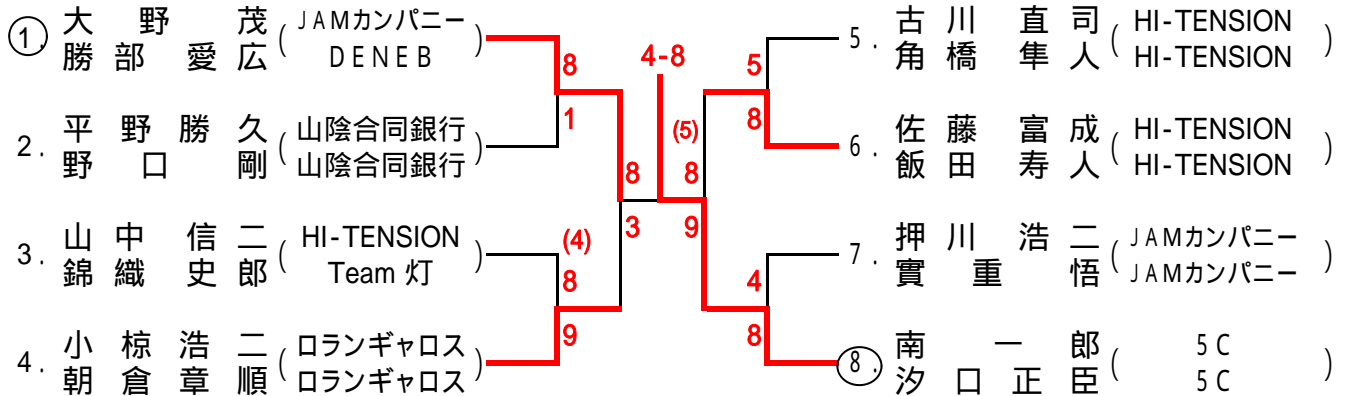 1. 大野 茂 (JAMカンパニー
勝部 愛広 DENEB)
8
1
2. 平野 勝久 (山陰合同銀行
野口 剛 山陰合同銀行)
8
3
3. 山中 信二 (HI-TENSION
錦織 史郎 Team 灯)
(4)
8
9
4. 小椋 浩二 (ロランギャロス
朝倉 章順 ロランギャロス)
4-8
5. 古川 直司 (HI-TENSION
角橋 隼人 HI-TENSION)
5
8
6. 佐藤 富成 (HI-TENSION
飯田 寿人 HI-TENSION)
(5)
8
9
7. 押川 浩二 (JAMカンパニー
實重 悟 JAMカンパニー)
4
8
8. 南 一郎 (5C
汐口 正臣 5C)